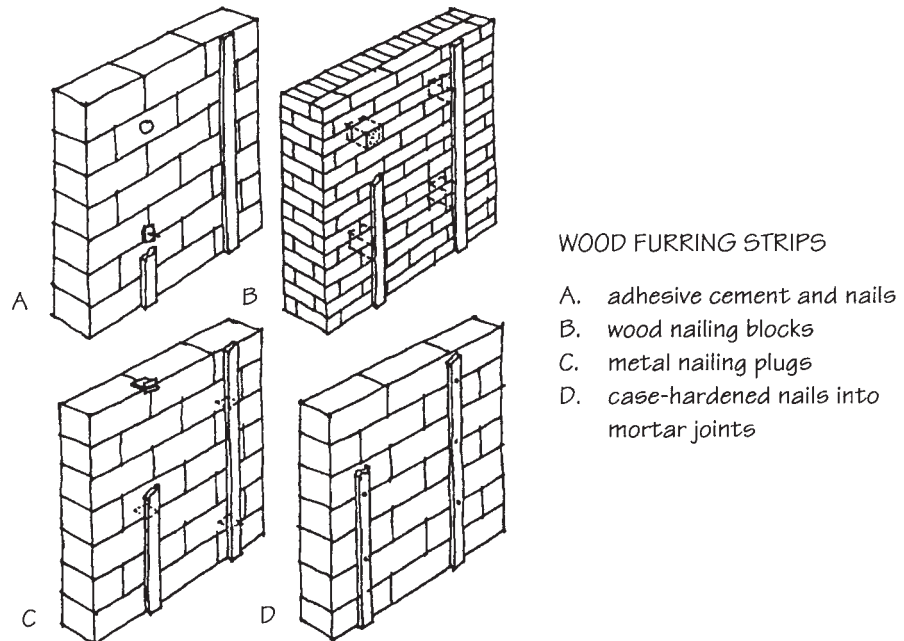 A
B
WOOD FURRING STRIPS
A. adhesive cement and nails
B. wood nailing blocks
C. metal nailing plugs
D. case-hardened nails into
mortar joints
C
D